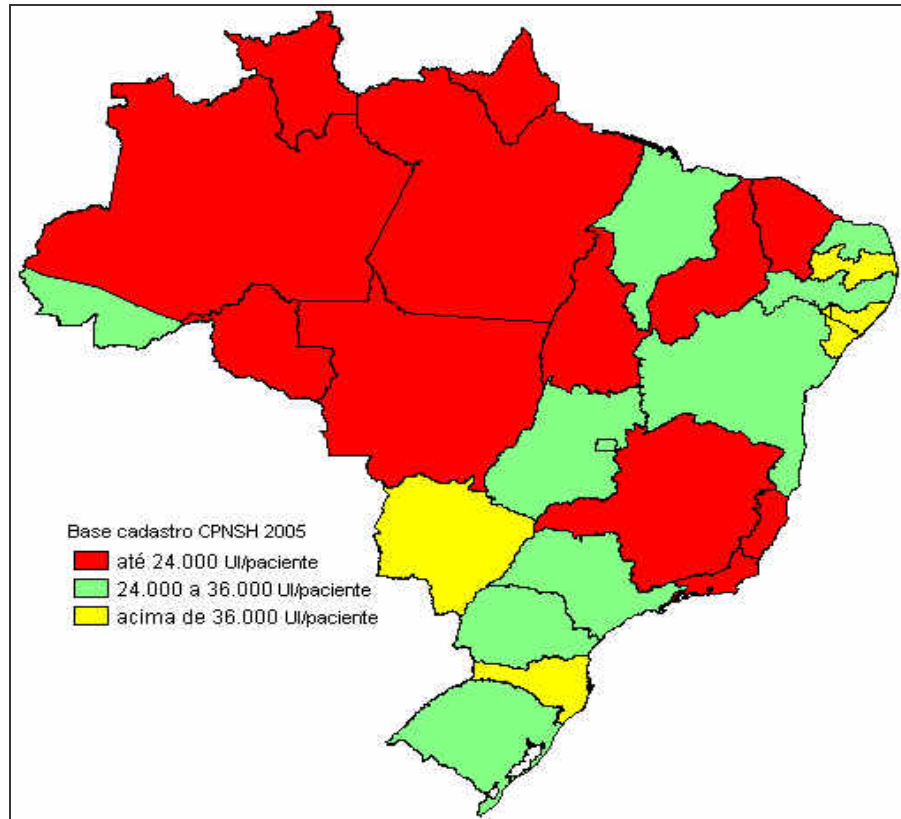 Base cadastro CPNSH 2005
até 24.000 UI/paciente
24.000 a 36.000 UI/paciente
acima de 36.000 UI/paciente